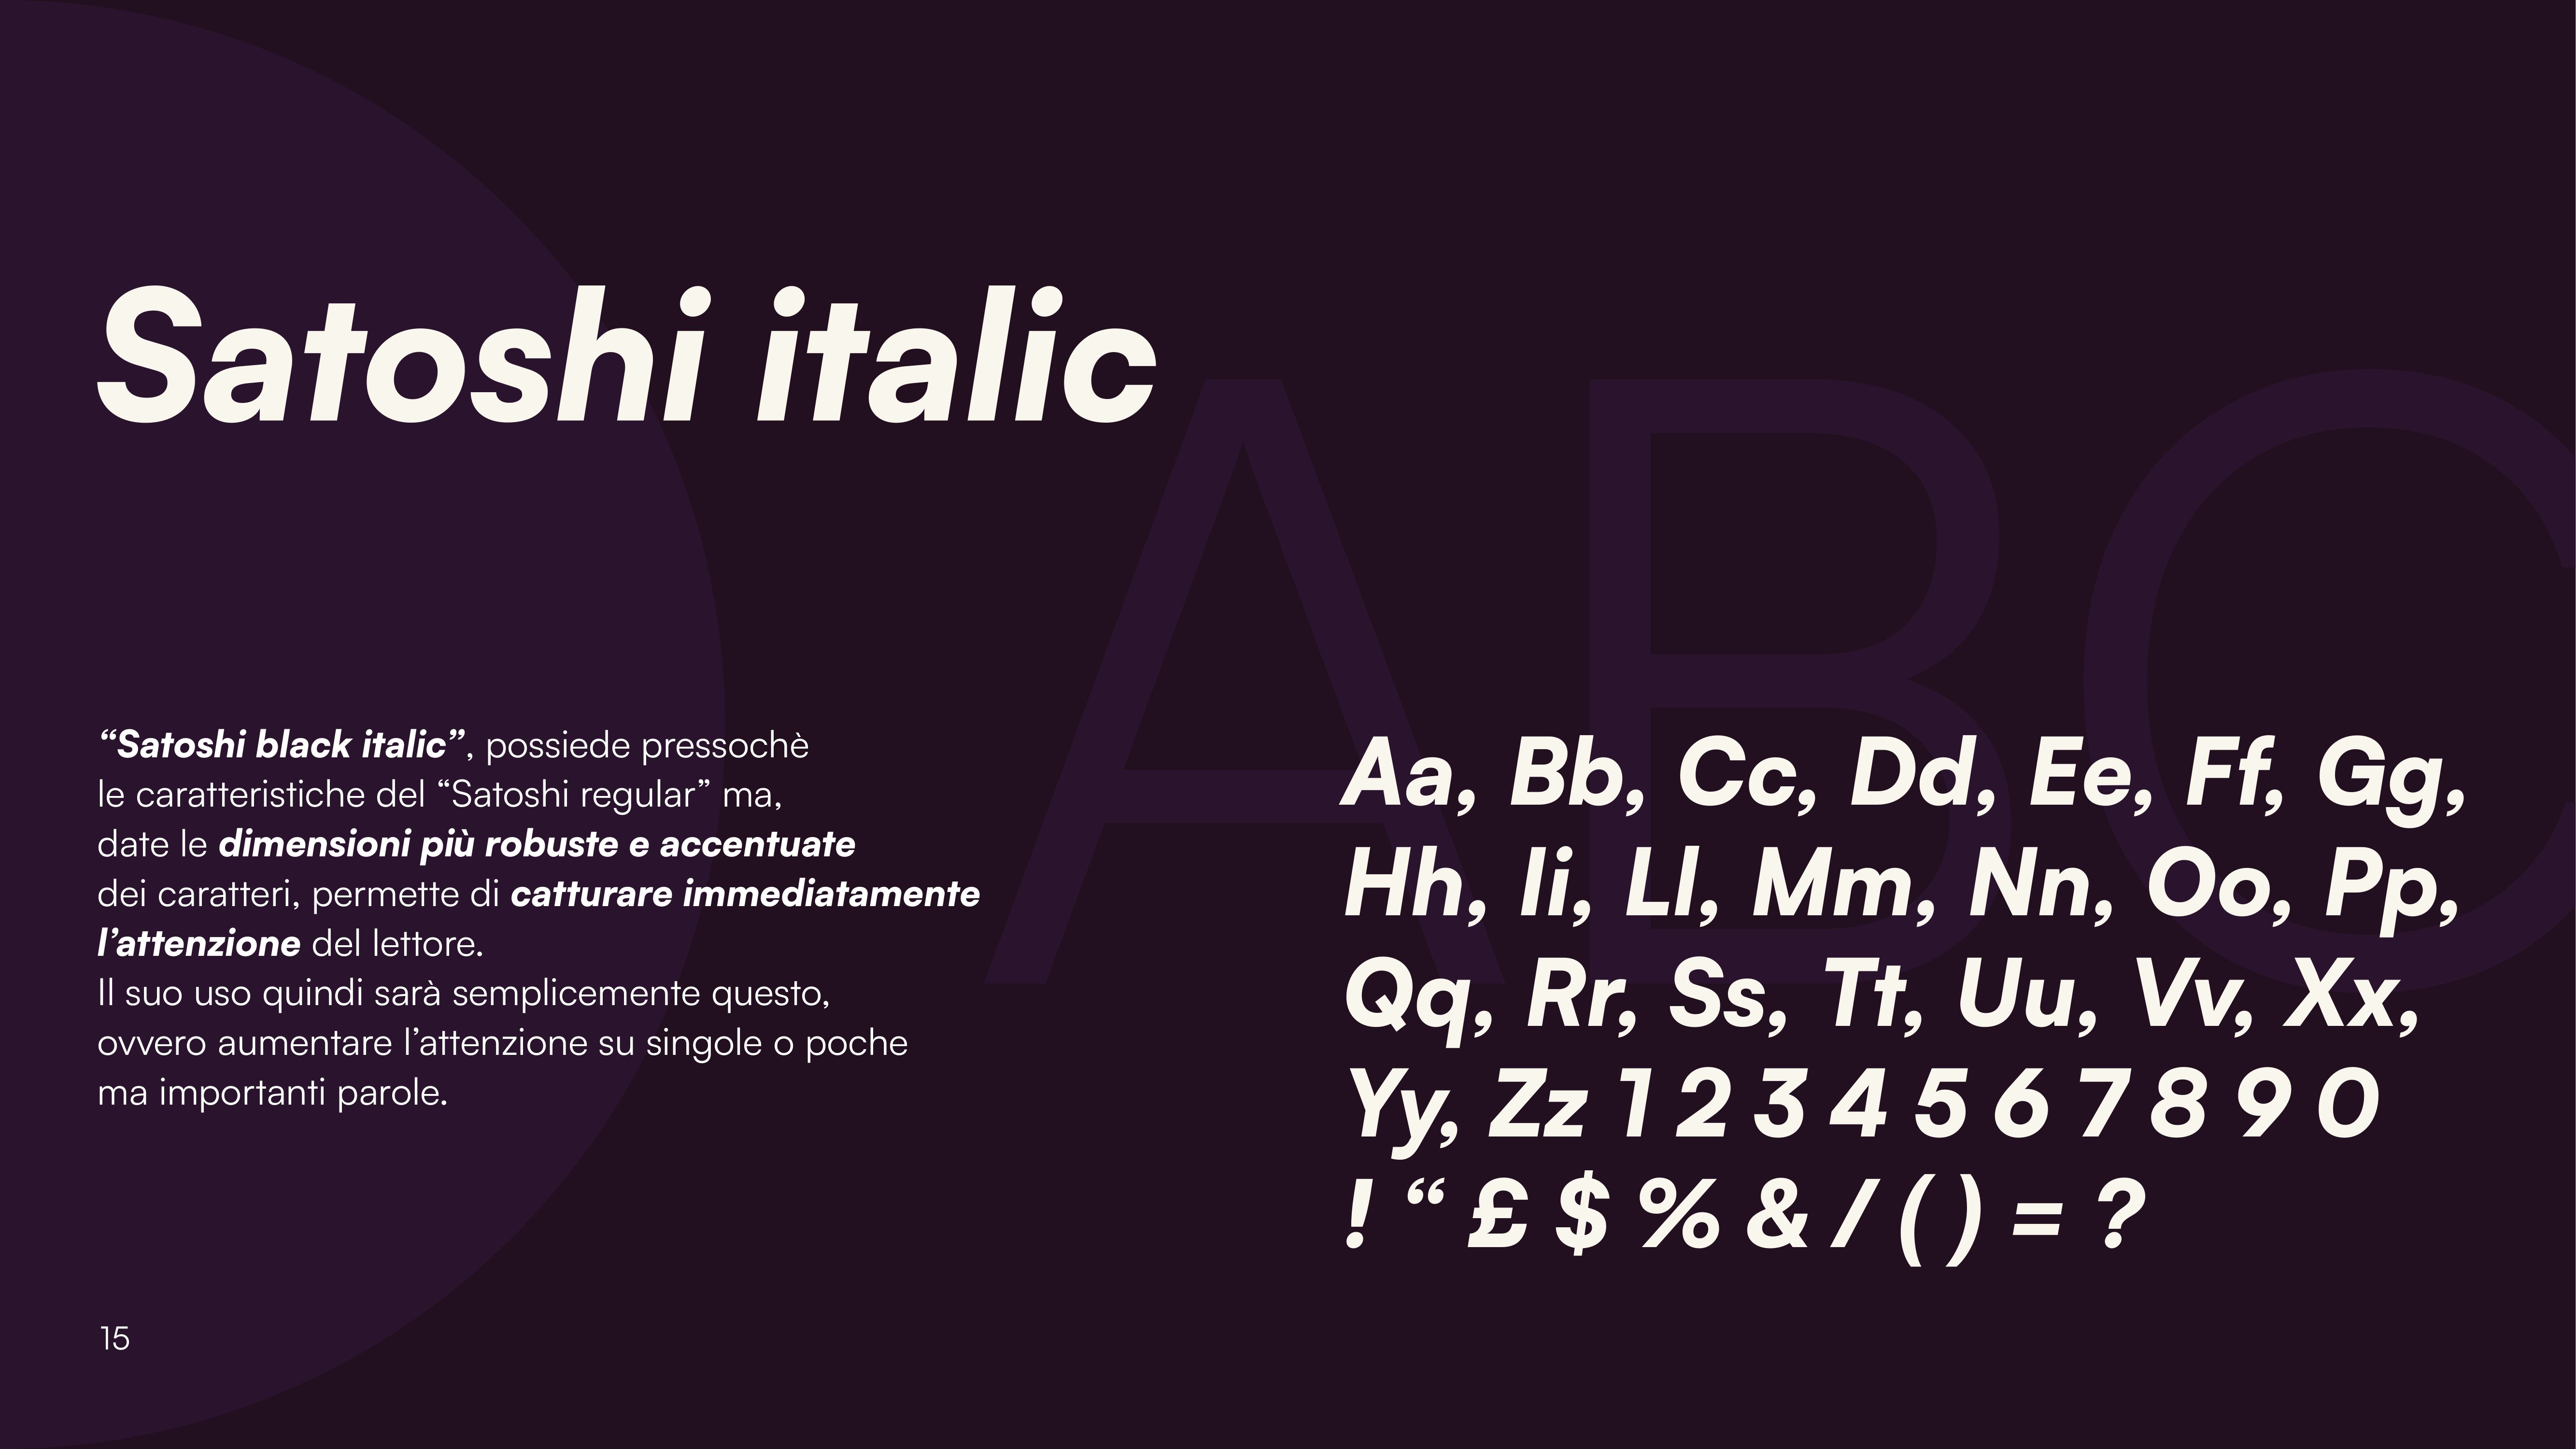 Satoshi italic
ABC
“Satoshi black italic”, possiede pressochè
le caratteristiche del “Satoshi regular” ma,
date le dimensioni più robuste e accentuate
dei caratteri, permette di catturare immediatamente
l’attenzione del lettore.
Il suo uso quindi sarà semplicemente questo,
ovvero aumentare l’attenzione su singole o poche
ma importanti parole.
Aa, Bb, Cc, Dd, Ee, Ff, Gg,
Hh, Ii, Ll, Mm, Nn, Oo, Pp,
Qq, Rr, Ss, Tt, Uu, Vv, Xx,
Yy, Zz 1 2 3 4 5 6 7 8 9 0
! “ £ $ % & / ( ) = ?
15